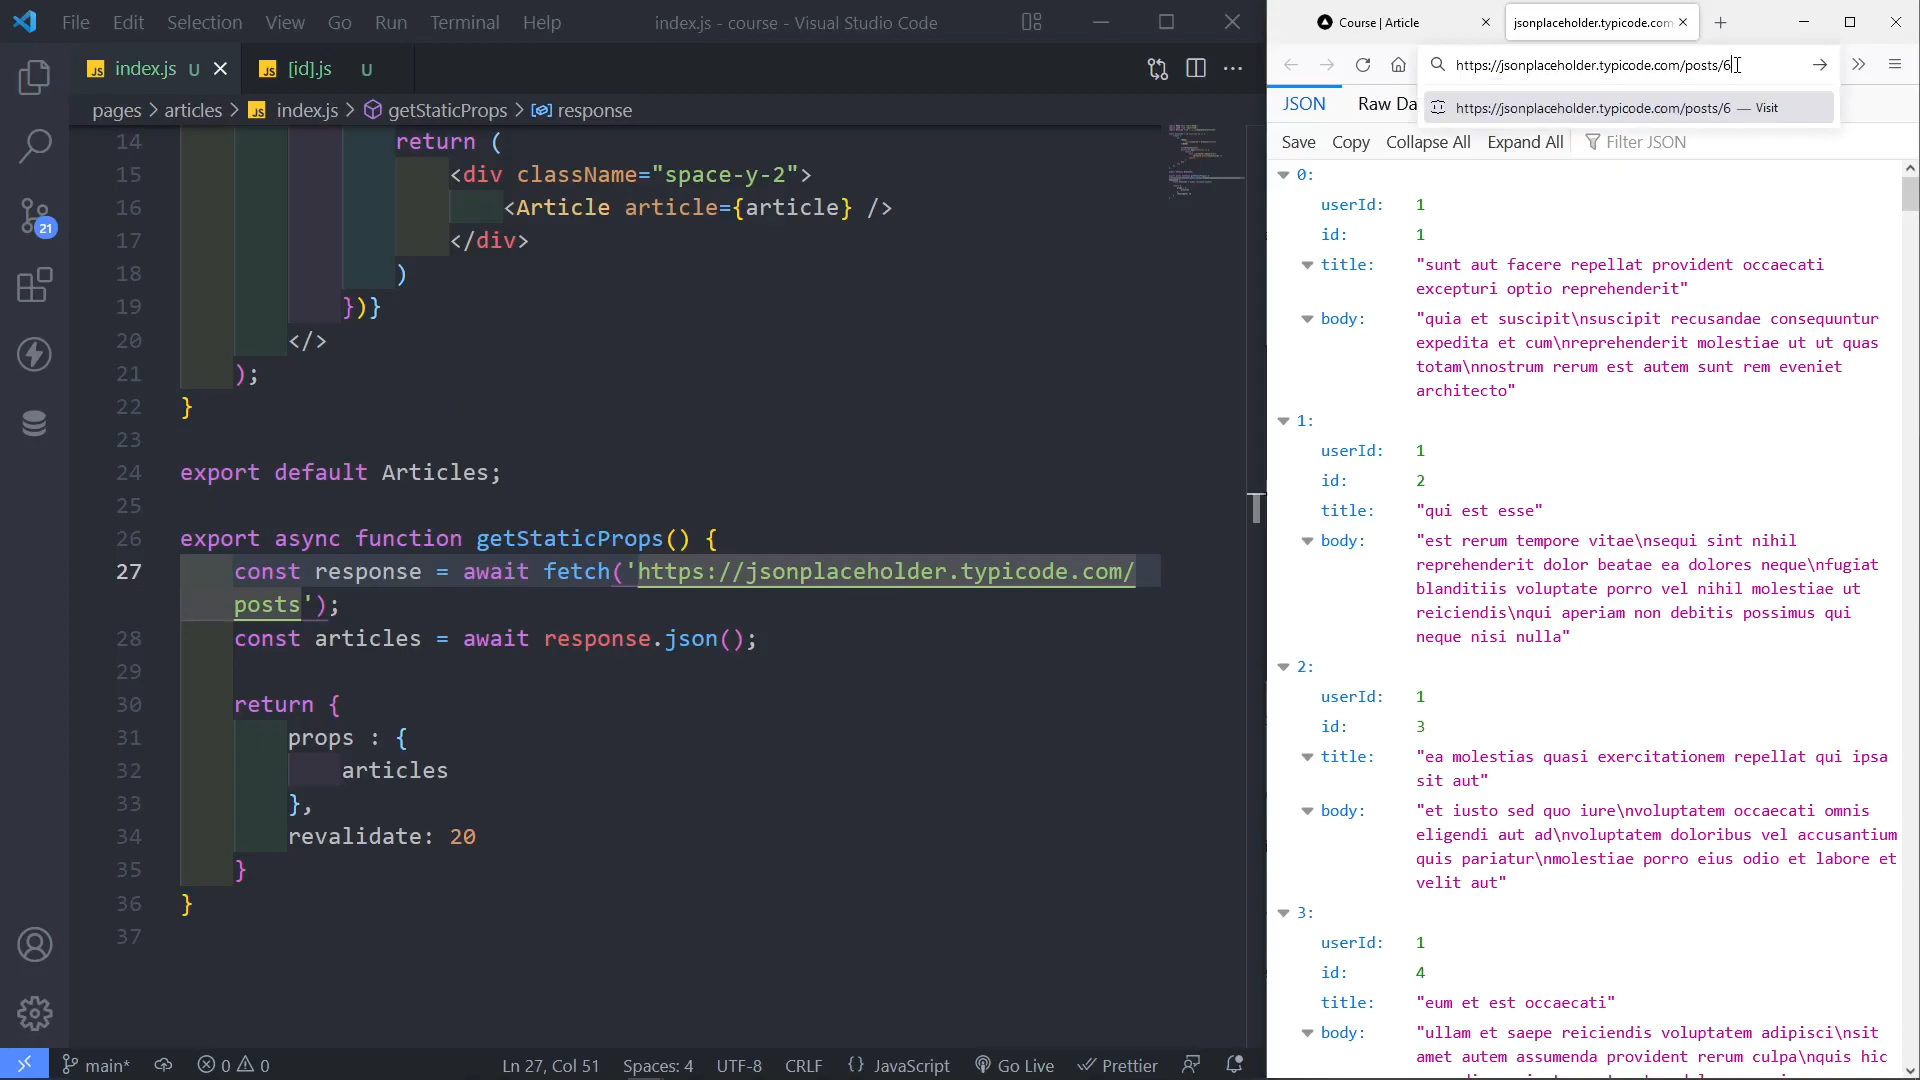 File Edit Selection View Go Run Terminal Help index.js - course - Visual Studio Code
JS index.js U JS [id].js U
pages > articles > JS index.js > getStaticProps > response
14 return (
15 <div className="space-y-2">
16 <Article article={article} />
17 </div>
18 )
19 })}
20 </>
21 );
22 }
23
24 export default Articles;
25
26 export async function getStaticProps() {
27 const response = await fetch('https://jsonplaceholder.typicode.com/
posts');
28 const articles = await response.json();
29
30 return {
31 props : {
32 articles
33 },
34 revalidate: 20
35 }
36 }
37
21
main* 0 0 Ln 27, Col 51 Spaces: 4 UTF-8 CRLF {} JavaScript Go Live Prettier
Course | Article jsonplaceholder.typicode.com
https://jsonplaceholder.typicode.com/posts/6
https://jsonplaceholder.typicode.com/posts/6 — Visit
JSON Raw Da
Save Copy Collapse All Expand All Filter JSON
0:
userId: 1
id: 1
title: "sunt aut facere repellat provident occaecati
excepturi optio reprehenderit"
body: "quia et suscipit\nsuscipit recusandae consequuntur
expedita et cum\nreprehenderit molestiae ut ut quas
totam\nnostrum rerum est autem sunt rem eveniet
architecto"
1:
userId: 1
id: 2
title: "qui est esse"
body: "est rerum tempore vitae\nsequi sint nihil
reprehenderit dolor beatae ea dolores neque\nfugiat
blanditiis voluptate porro vel nihil molestiae ut
reiciendis\nqui aperiam non debitis possimus qui
neque nisi nulla"
2:
userId: 1
id: 3
title: "ea molestias quasi exercitationem repellat qui ipsa
sit aut"
body: "et iusto sed quo iure\nvoluptatem occaecati omnis
eligendi aut ad\nvoluptatem doloribus vel accusantium
quis pariatur\nmolestiae porro eius odio et labore et
velit aut"
3:
userId: 1
id: 4
title: "eum et est occaecati"
body: "ullam et saepe reiciendis voluptatem adipisci\nsit
amet autem assumenda provident rerum culpa\nquis hic